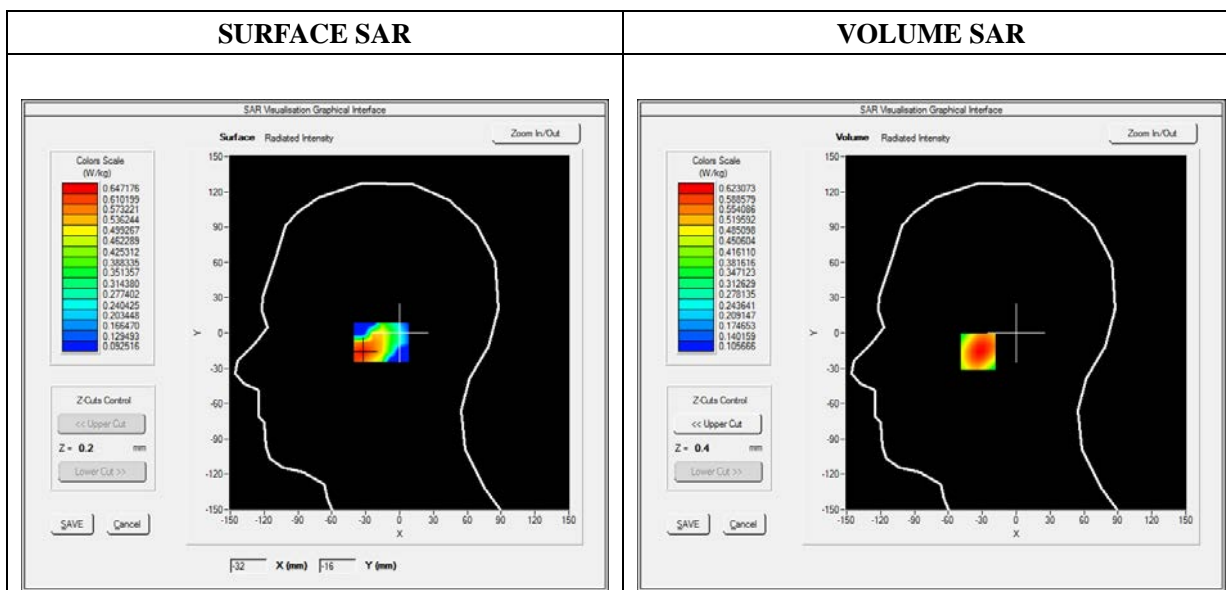 SURFACE SAR
VOLUME SAR
SAR Visualisation Graphical Interface
Surface Radiated Intensity
Zoom In/Out
Colors Scale
(W/kg)
0.647176
0.610199
0.573221
0.536244
0.499267
0.462289
0.425312
0.388335
0.351357
0.314380
0.277402
0.240425
0.203448
0.166470
0.129493
0.092516
150
120
90
60
30
0
-30
-60
-90
-120
-150
Y
-150 -120 -90 -60 -30 0 30 60 90 120 150
X
Z-Cuts Control
<< Upper Cut
Z = 0.2 mm
Lower Cut >>
SAVE Cancel
-32 X (mm) -16 Y (mm)
SAR Visualisation Graphical Interface
Volume Radiated Intensity
Zoom In/Out
Colors Scale
(W/kg)
0.623073
0.588579
0.554086
0.519592
0.485098
0.450604
0.416110
0.381616
0.347123
0.312629
0.278135
0.243641
0.209147
0.174653
0.140159
0.105666
150
120
90
60
30
0
-30
-60
-90
-120
-150
Y
-150 -120 -90 -60 -30 0 30 60 90 120 150
X
Z-Cuts Control
<< Upper Cut
Z = 0.4 mm
Lower Cut >>
SAVE Cancel